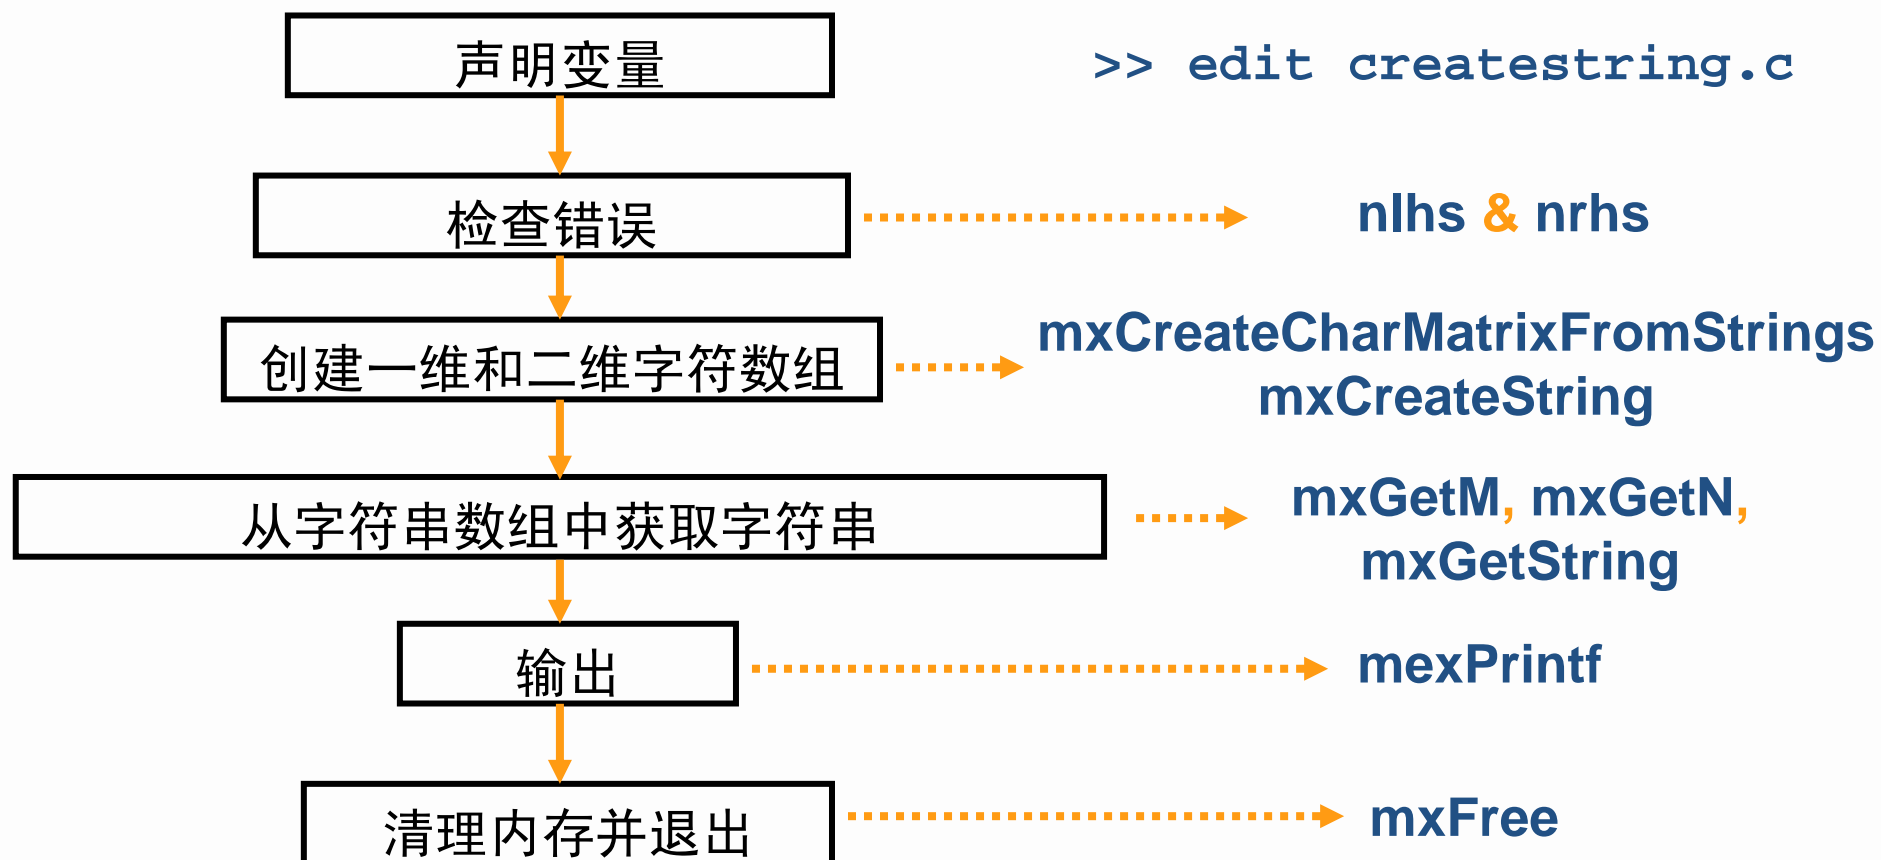 声明变量
>> edit createstring.c
检查错误
nlhs & nrhs
创建一维和二维字符数组
mxCreateCharMatrixFromStrings
mxCreateString
从字符串数组中获取字符串
mxGetM, mxGetN,
mxGetString
输出
mexPrintf
清理内存并退出
mxFree